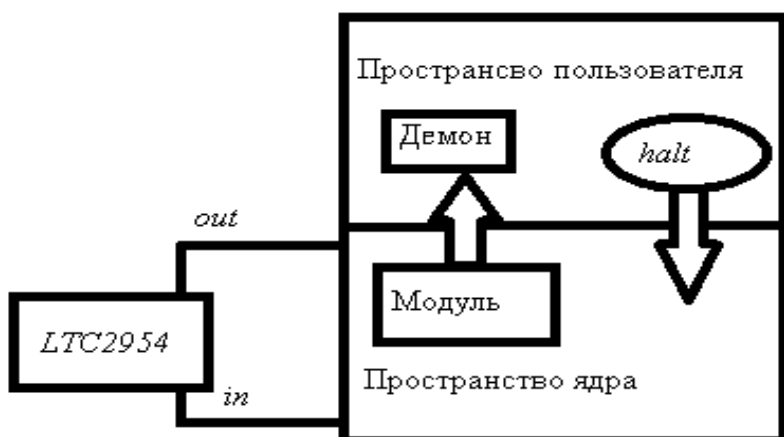 Пространсво пользователя
Демон
halt
out
Модуль
LTC2954
Пространство ядра
in